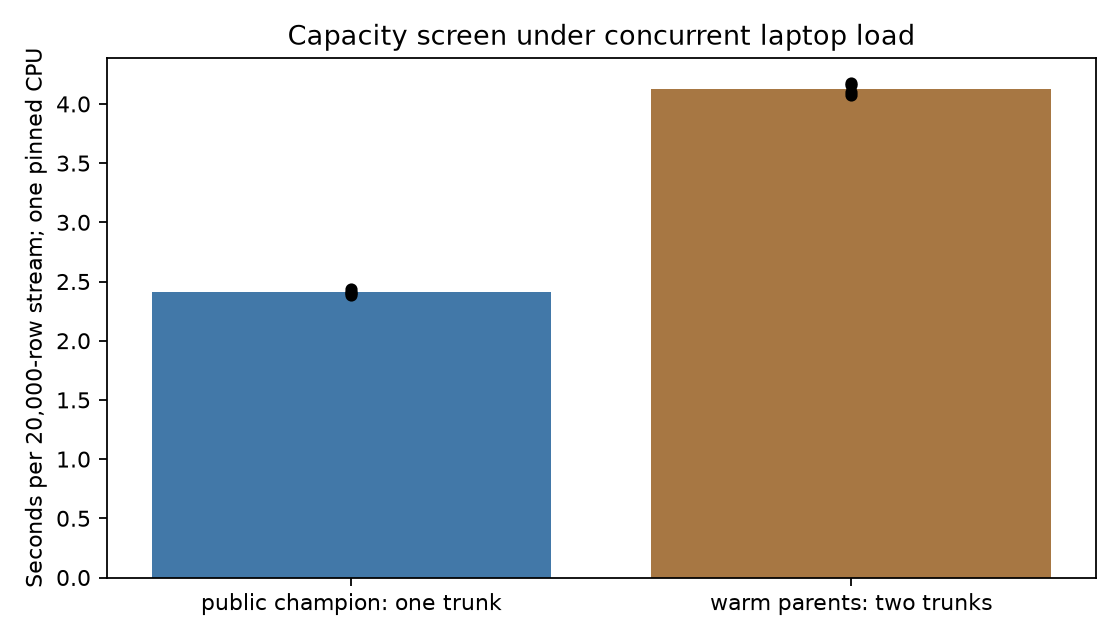 Capacity screen under concurrent laptop load
Seconds per 20,000-row stream; one pinned CPU
4.0
3.5
3.0
2.5
2.0
1.5
1.0
0.5
0.0
public champion: one trunk
warm parents: two trunks